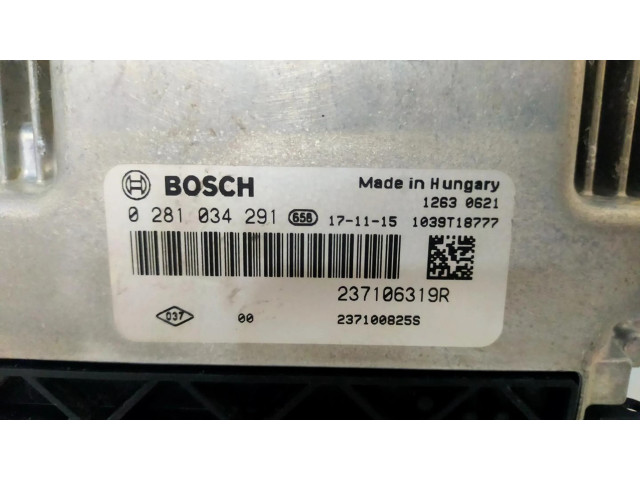 BOSCH Made in Hungary
1263 0621
0 281 034 291 656 17-11-15 1039T18777
237106319R
037 00 237100825S